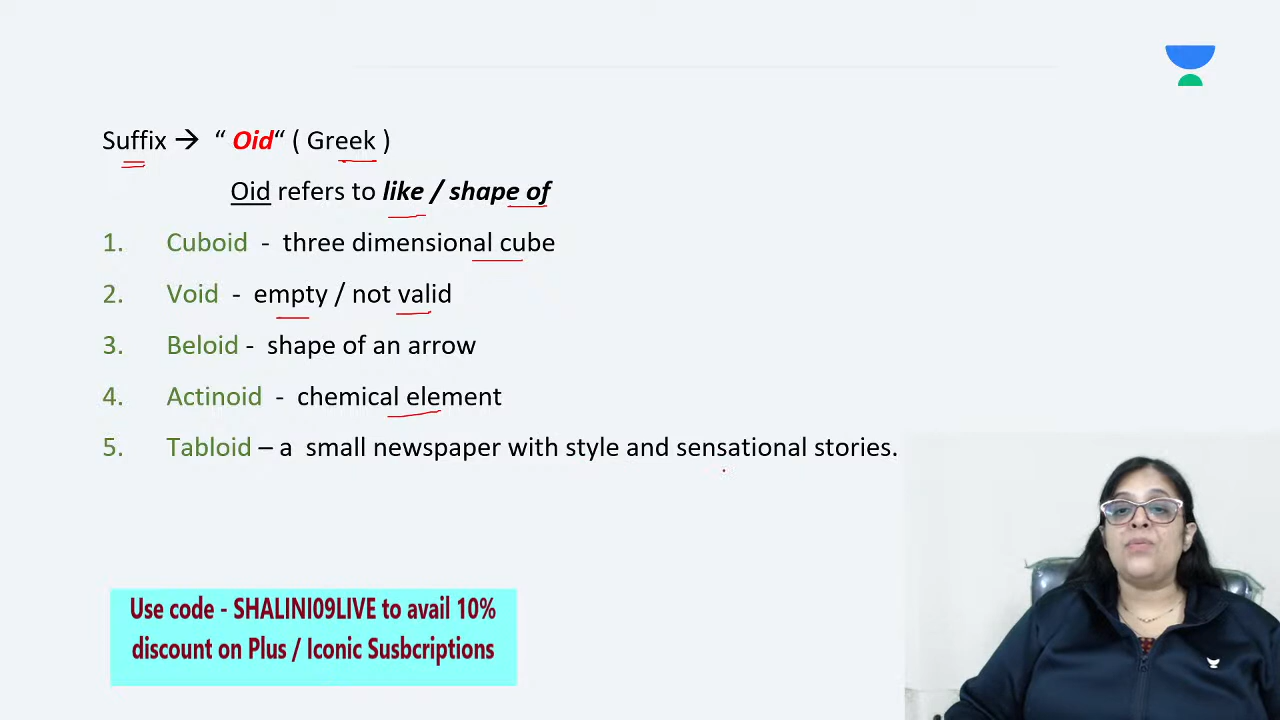 Suffix → “ Oid“ ( Greek )
Oid refers to like / shape of
1. Cuboid - three dimensional cube
2. Void - empty / not valid
3. Beloid - shape of an arrow
4. Actinoid - chemical element
5. Tabloid – a small newspaper with style and sensational stories.
Use code - SHALINI09LIVE to avail 10%
discount on Plus / Iconic Susbcriptions